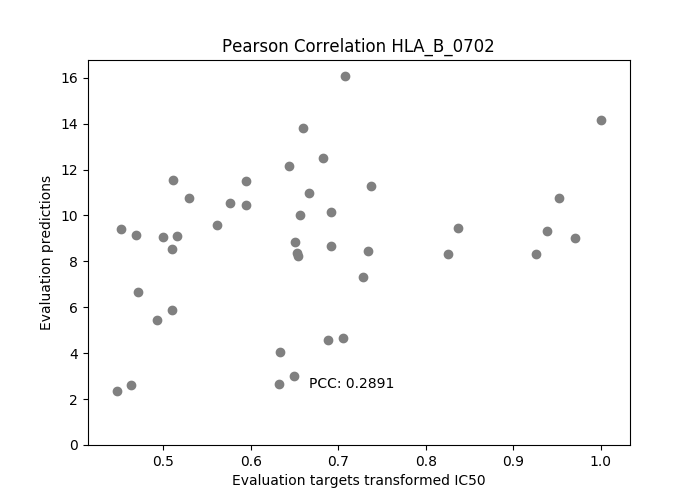 Pearson Correlation HLA_B_0702
Evaluation predictions
16
14
12
10
8
6
4
2
0
PCC: 0.2891
0.5 0.6 0.7 0.8 0.9 1.0
Evaluation targets transformed IC50